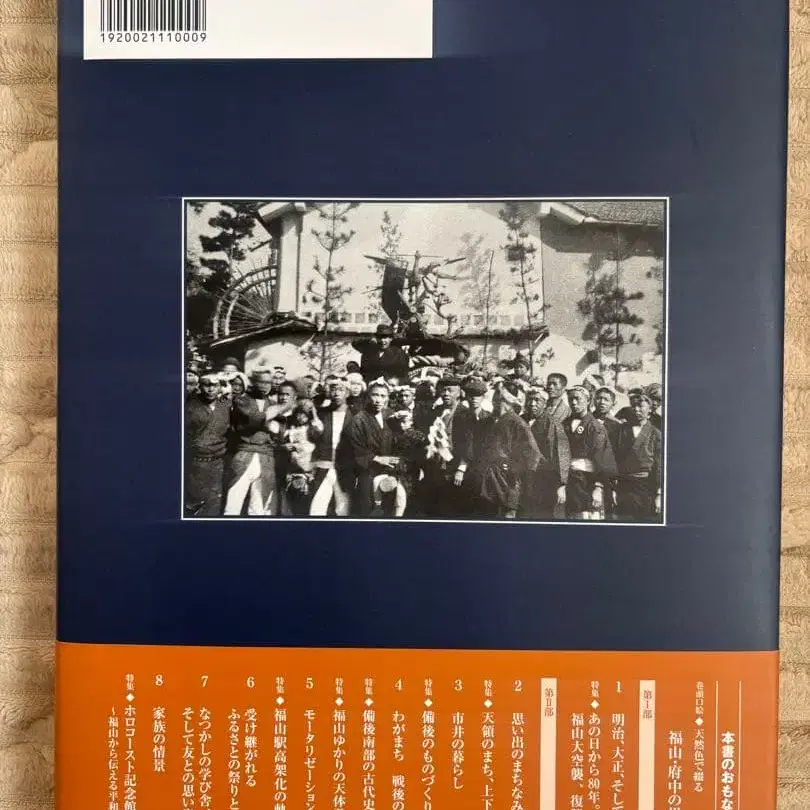 1920021110009
本書のおもな
巻頭口絵◆天然色で綴る
福山・府中の
第Ⅰ部
1 明治、大正、そし
特集◆あの日から80年。
福山大空襲、復
第Ⅱ部
2 思い出のまちなみ
特集◆天領のまち、上下
3 市井の暮らし
特集◆備後のものづくり
4 わがまち 戦後の
特集◆備後南部の古代史
特集◆福山ゆかりの天体
5 モータリゼーション
特集◆福山駅高架化の軌
6 受け継がれる
ふるさとの祭りと
7 なつかしの学び舎、
そして友との思い
8 家族の情景
特集◆ホロコースト記念館
～福山から伝える平和